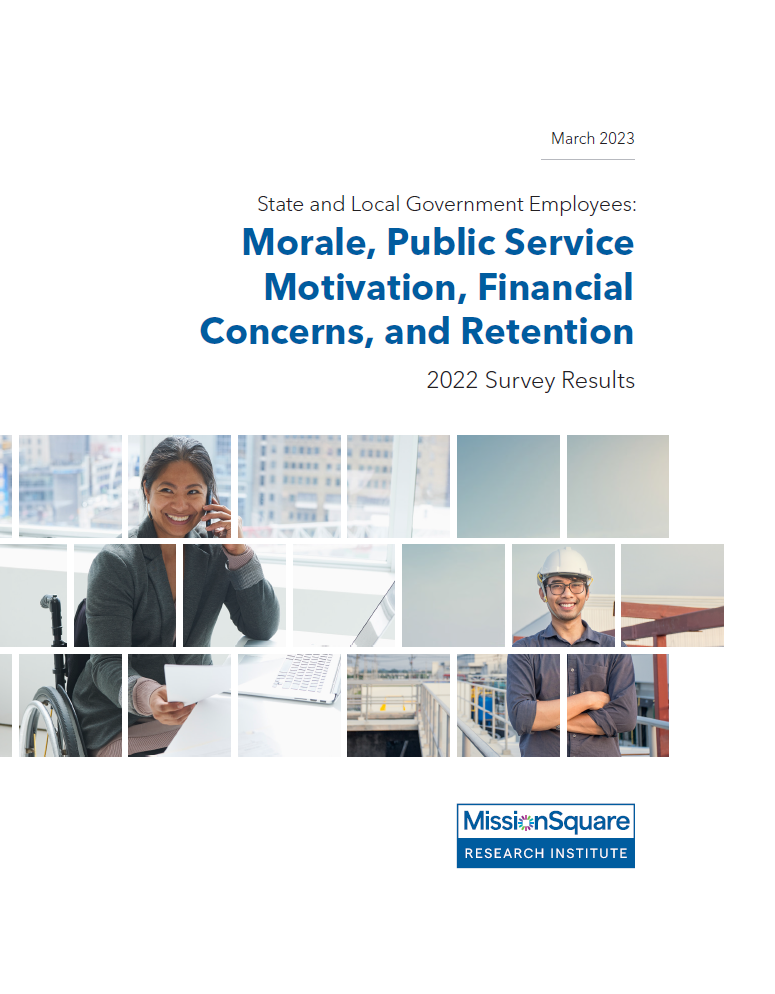 March 2023
State and Local Government Employees:
Morale, Public Service
Motivation, Financial
Concerns, and Retention
2022 Survey Results
MissionSquare
RESEARCH INSTITUTE